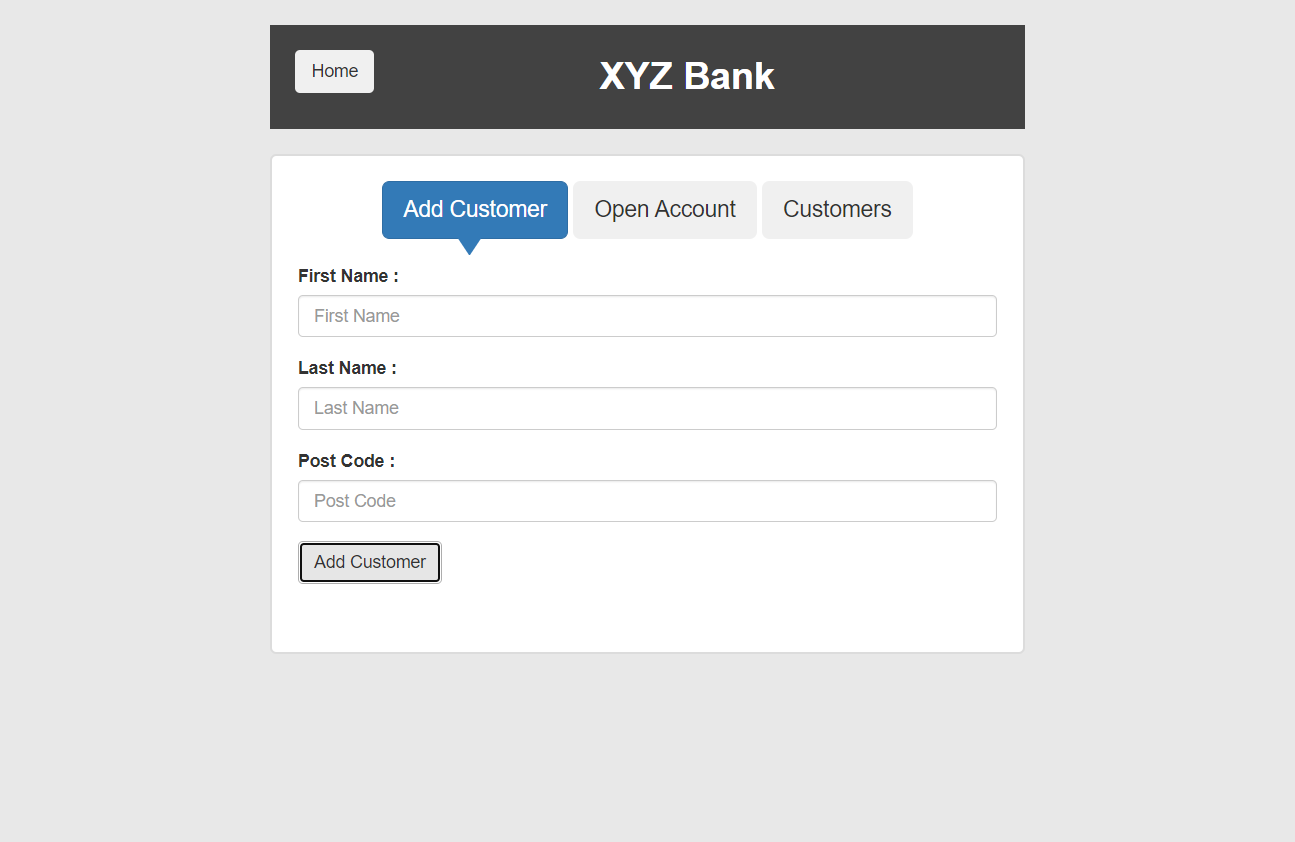 Home
XYZ Bank
Add Customer
Open Account
Customers
First Name :
First Name
Last Name :
Last Name
Post Code :
Post Code
Add Customer